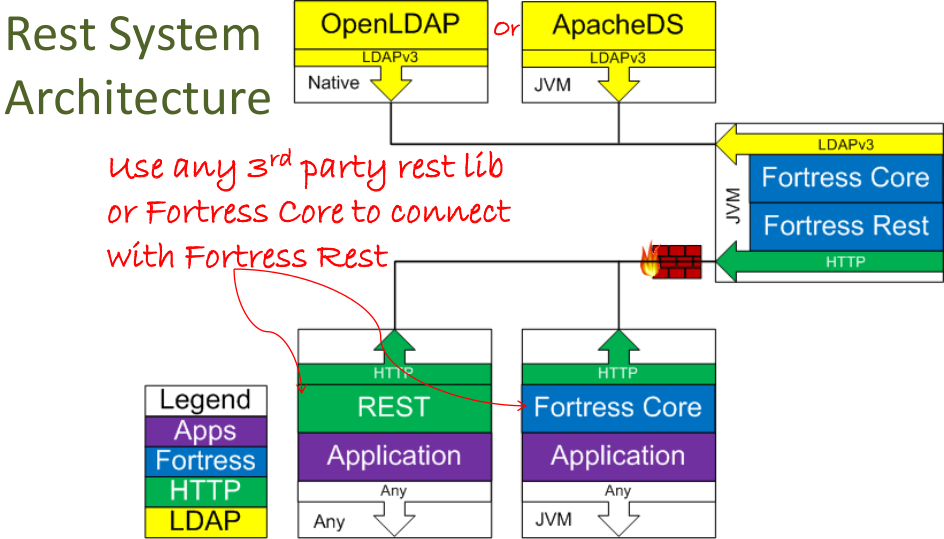 Rest System
Architecture
OpenLDAP
or
ApacheDS
LDAPv3
LDAPv3
Native
JVM
Use any 3rd party rest lib
or Fortress Core to connect
with Fortress Rest
LDAPv3
Fortress Core
JVM
Fortress Rest
HTTP
HTTP
HTTP
REST
Fortress Core
Application
Application
Any
Any
Any
JVM
Legend
Apps
Fortress
HTTP
LDAP